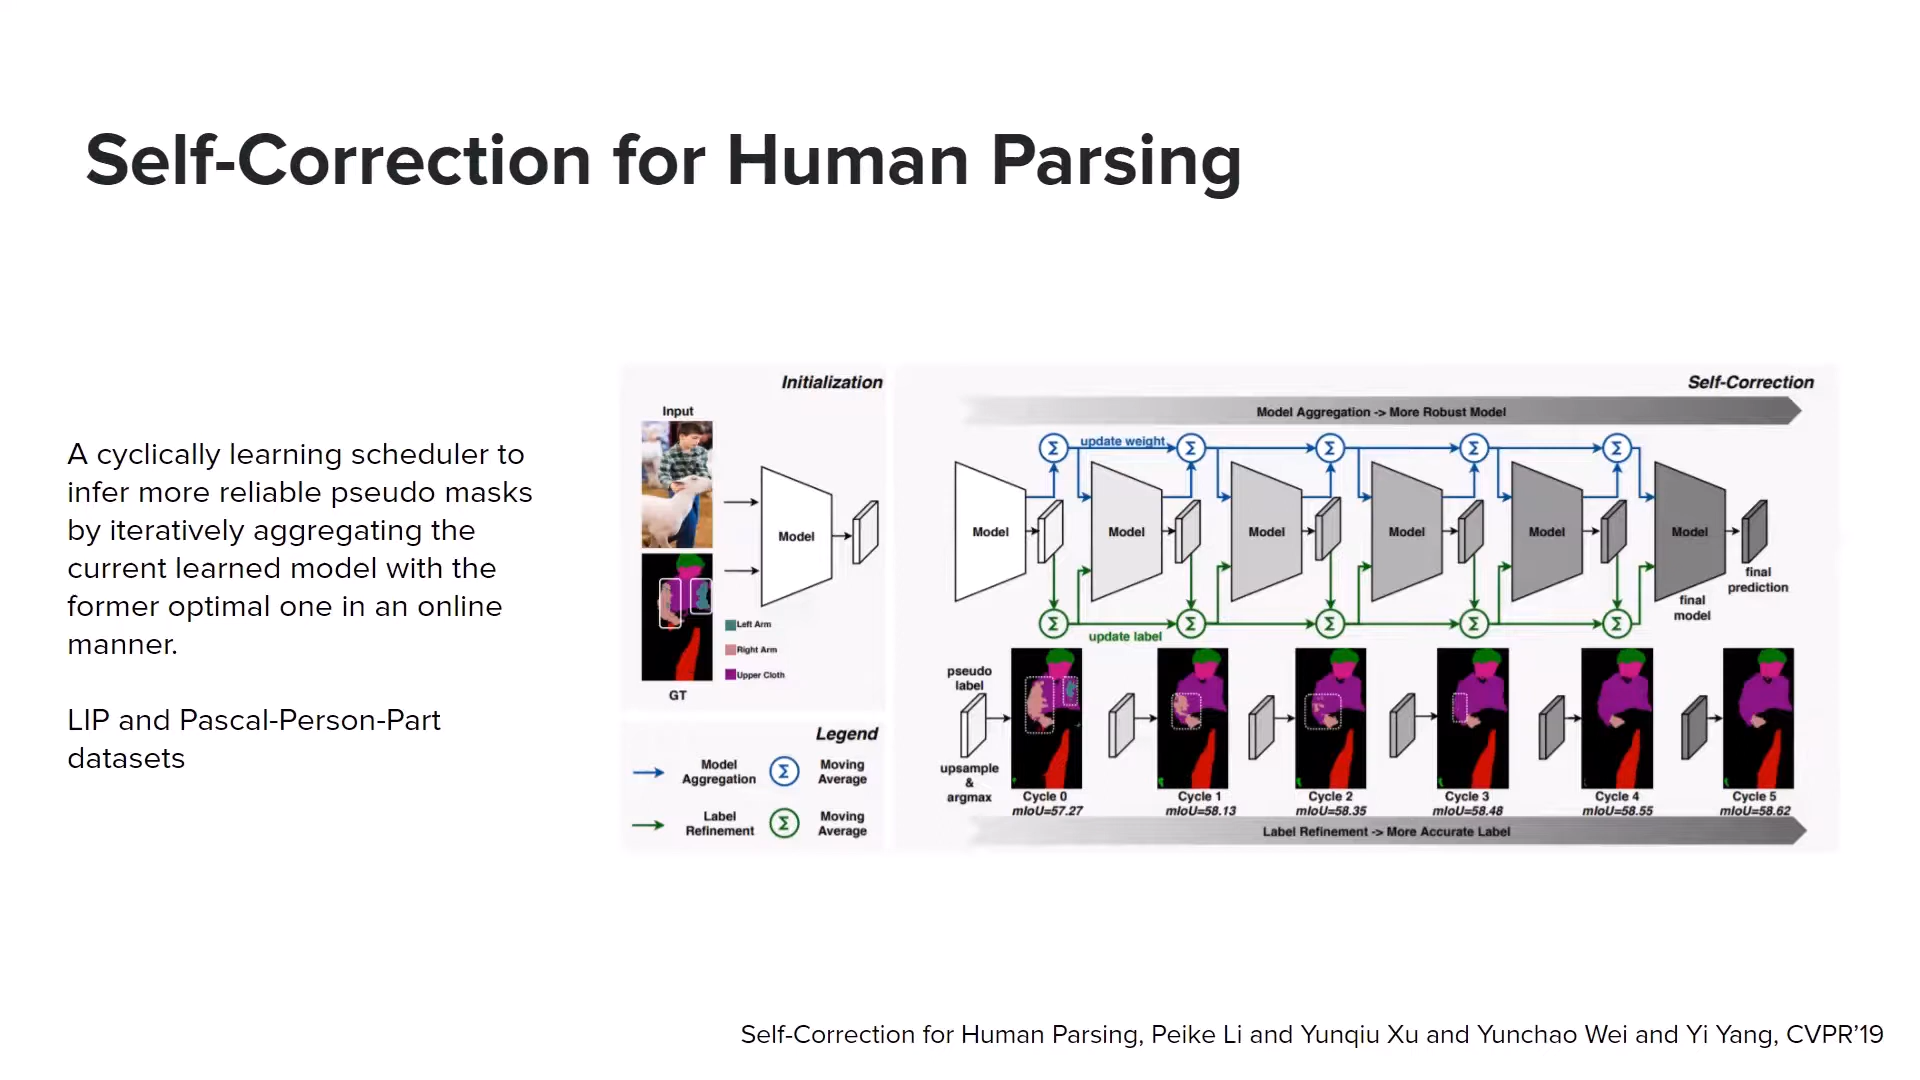 Self-Correction for Human Parsing
A cyclically learning scheduler to
infer more reliable pseudo masks
by iteratively aggregating the
current learned model with the
former optimal one in an online
manner.
LIP and Pascal-Person-Part
datasets
Initialization
Input
Model
Left Arm
Right Arm
Upper Cloth
GT
Legend
Model
Aggregation
Σ
Moving
Average
Label
Refinement
Σ
Moving
Average
Self-Correction
Model Aggregation -> More Robust Model
Σ
update weight
Σ
Σ
Σ
Σ
Model
Model
Model
Model
Model
Model
final
prediction
final
model
Σ
update label
Σ
Σ
Σ
Σ
pseudo
label
upsample
&
argmax
Cycle 0
mIoU=57.27
Cycle 1
mIoU=58.13
Cycle 2
mIoU=58.35
Cycle 3
mIoU=58.48
Cycle 4
mIoU=58.55
Cycle 5
mIoU=58.62
Label Refinement -> More Accurate Label
Self-Correction for Human Parsing, Peike Li and Yunqiu Xu and Yunchao Wei and Yi Yang, CVPR’19